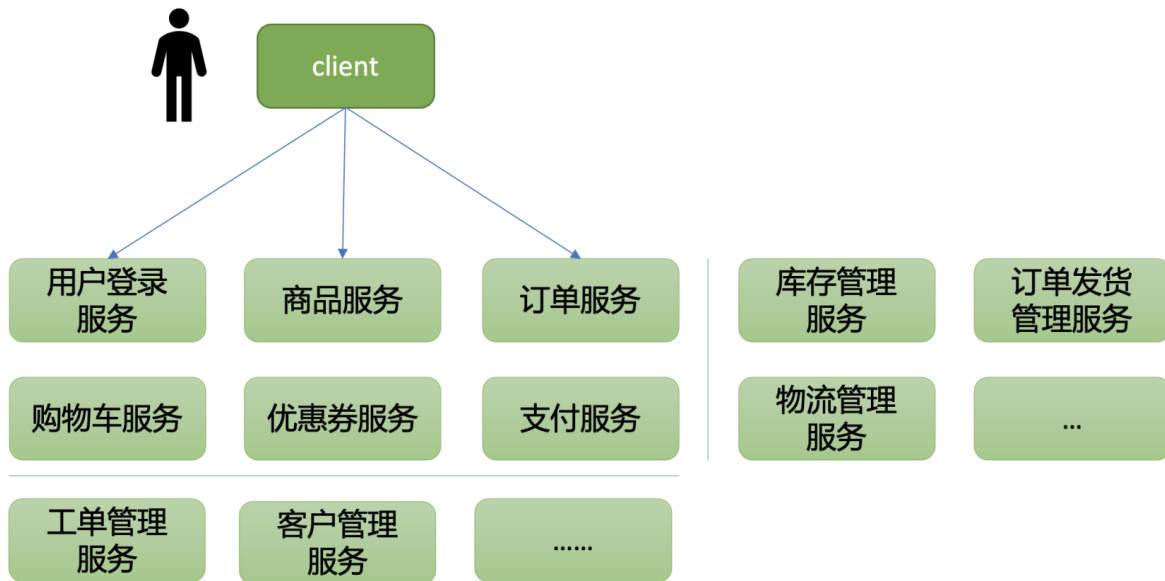 client
用户登录
服务
商品服务
订单服务
库存管理
服务
订单发货
管理服务
购物车服务
优惠券服务
支付服务
物流管理
服务
...
工单管理
服务
客户管理
服务
......